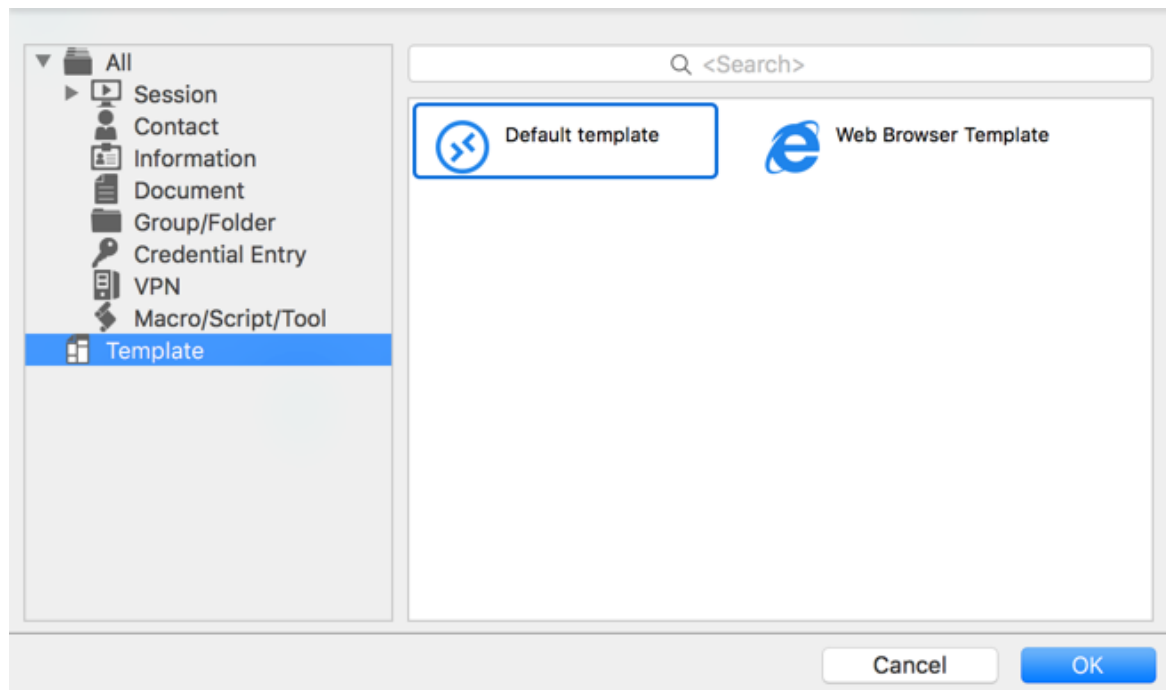 All
Session
Contact
Information
Document
Group/Folder
Credential Entry
VPN
Macro/Script/Tool
Template
<Search>
Default template
Web Browser Template
Cancel
OK